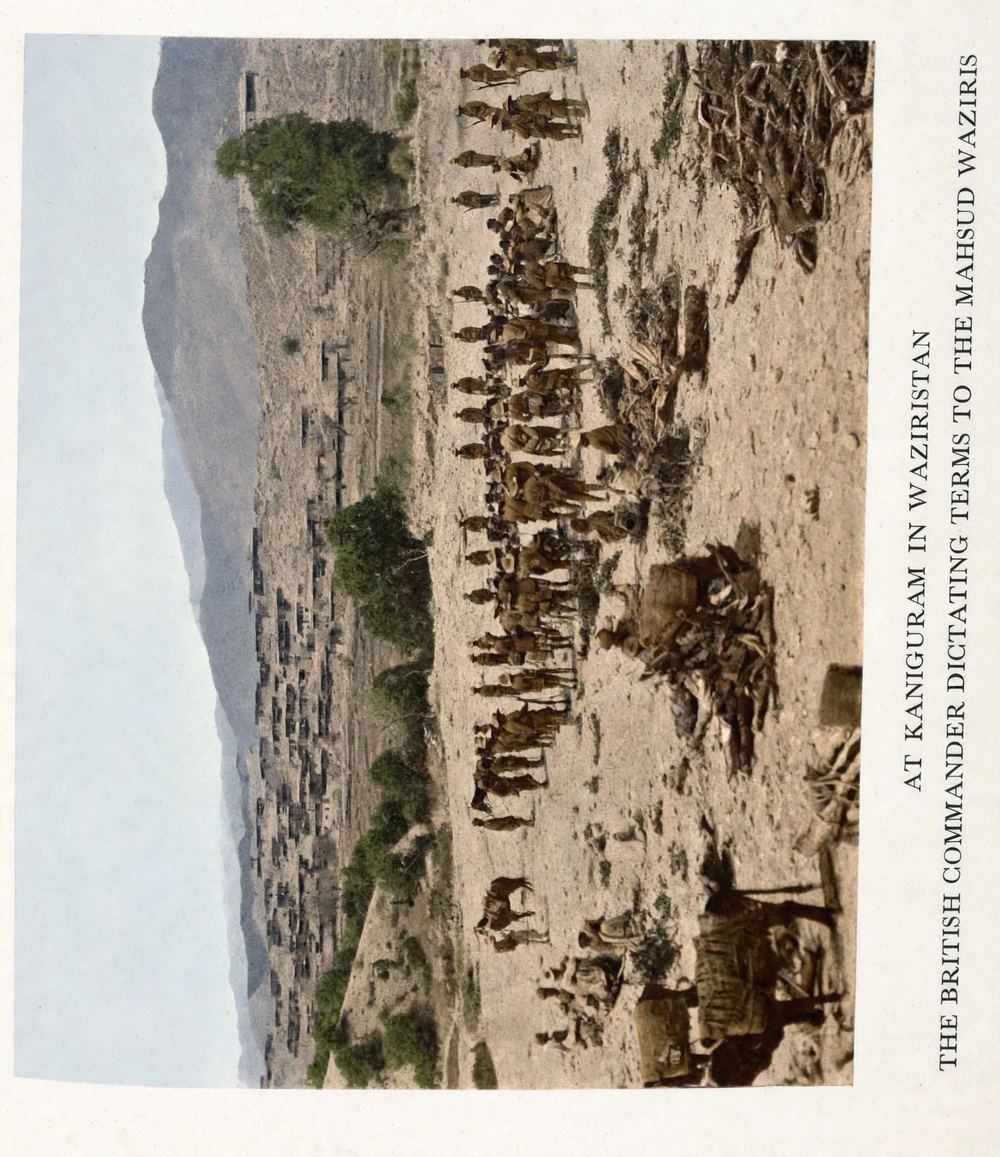 AT KANIGURAM IN WAZIRISTAN
THE BRITISH COMMANDER DICTATING TERMS TO THE MAHSUD WAZIRIS